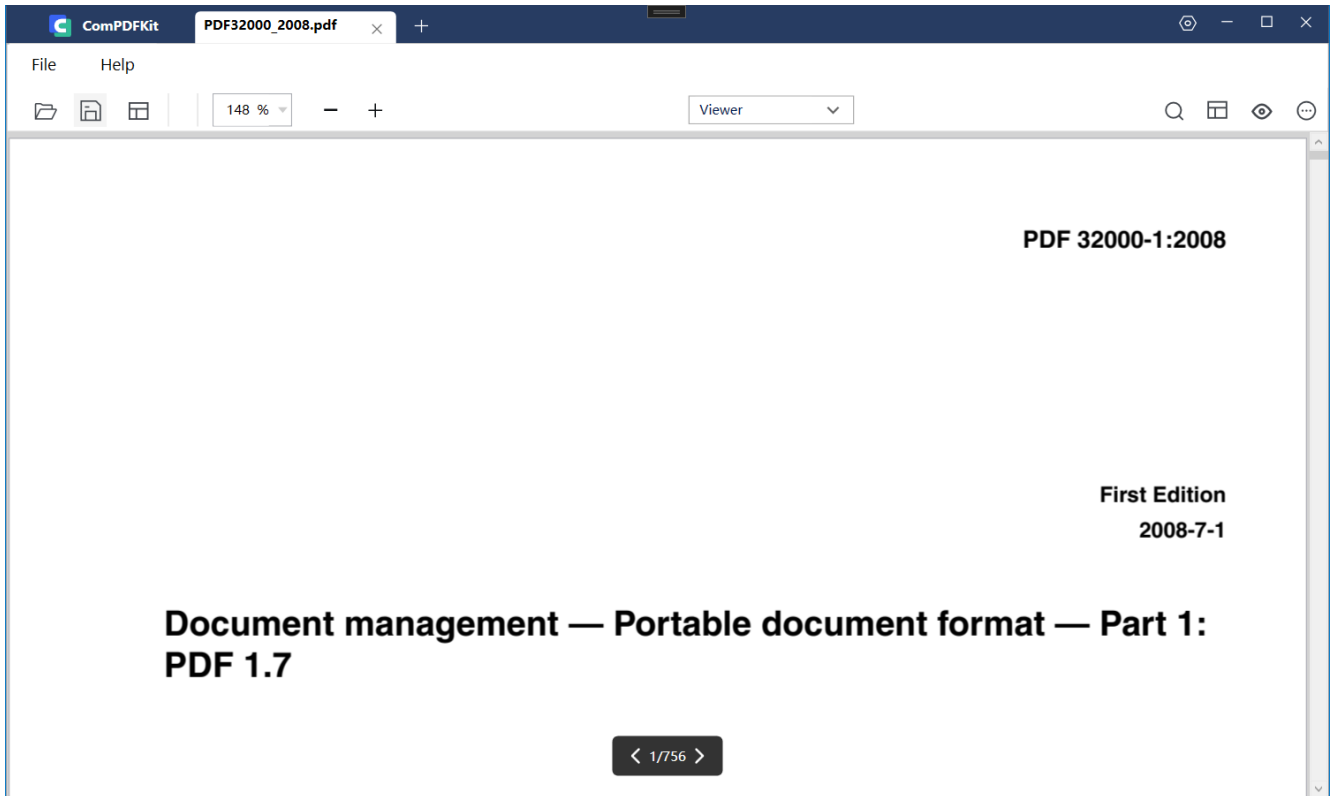 ComPDFKit PDF32000_2008.pdf
File Help
148 % Viewer
PDF 32000-1:2008
First Edition
2008-7-1
Document management — Portable document format — Part 1:
PDF 1.7
1/756